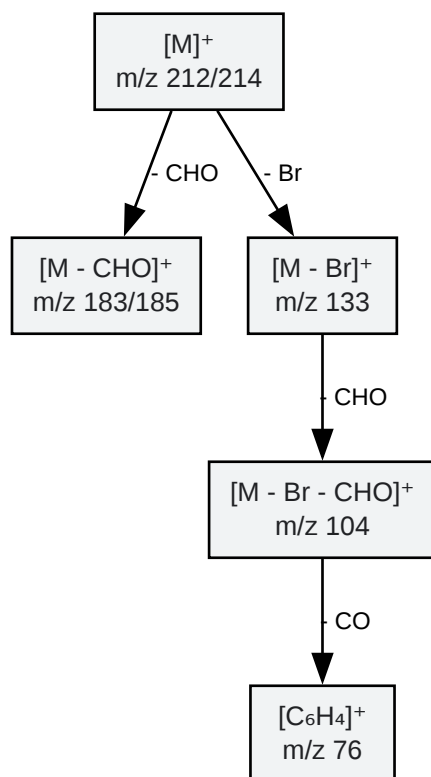 [M]⁺
m/z 212/214
- CHO
- Br
[M - CHO]⁺
m/z 183/185
[M - Br]⁺
m/z 133
- CHO
[M - Br - CHO]⁺
m/z 104
- CO
[C₆H₄]⁺
m/z 76